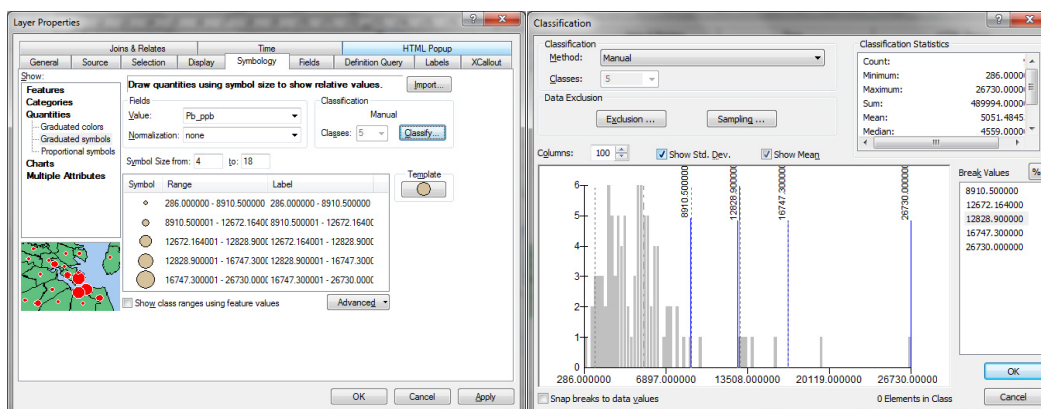 Layer Properties
Joins & Relates Time HTML Popup
General Source Selection Display Symbology Fields Definition Query Labels XCallout
Show:
Features
Categories
Quantities
Graduated colors
Graduated symbols
Proportional symbols
Charts
Multiple Attributes
Draw quantities using symbol size to show relative values.
Import...
Fields
Value: Pb_ppb
Normalization: none
Classification
Manual
Classes: 5 Classify...
Symbol Size from: 4 to: 18
Symbol Range Label
286.000000 - 8910.500000 286.000000 - 8910.500000
8910.500001 - 12672.164000 8910.500001 - 12672.16400
12672.164001 - 12828.9000 12672.164001 - 12828.900
12828.900001 - 16747.3000 12828.900001 - 16747.300
16747.300001 - 26730.0000 16747.300001 - 26730.000
Template
Show class ranges using feature values
Advanced
OK Cancel Apply
Classification
Classification
Method: Manual
Classes: 5
Data Exclusion
Exclusion ... Sampling ...
Classification Statistics
Count:
Minimum: 286.00000
Maximum: 26730.00000
Sum: 489994.0000
Mean: 5051.4845
Median: 4559.0000
Columns: 100 Show Std. Dev. Show Mean
Break Values %
8910.500000
12672.164000
12828.900000
16747.300000
26730.000000
8910.500000
12828.900000
16747.300000
26730.000000
6
5
4
3
2
1
0
286.000000 6897.000000 13508.000000 20119.000000 26730.00000
Snap breaks to data values
0 Elements in Class
OK
Cancel